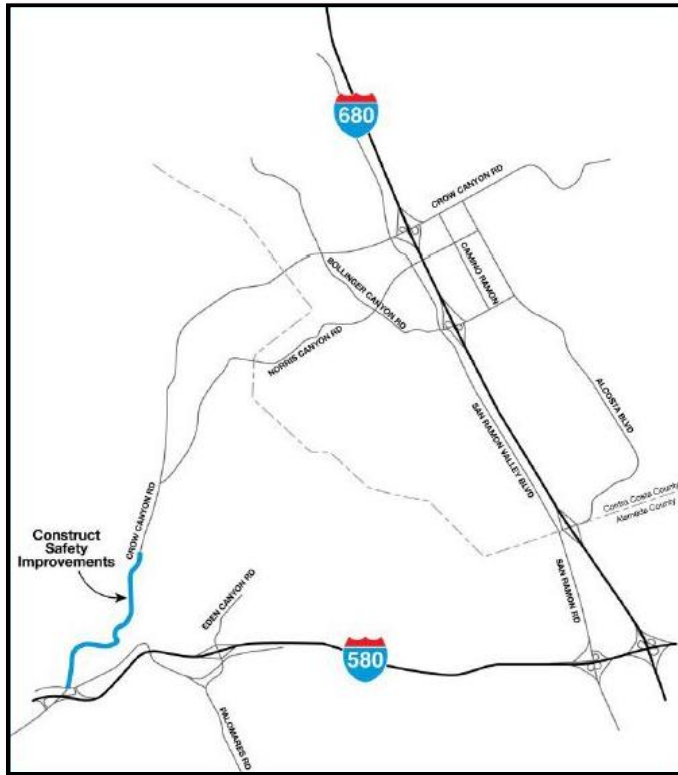 680
CROW CANYON RD
CAMINO RAMON
BOLLINGER CANYON RD
NORRIS CANYON RD
ALCOSTA BLVD
SAN RAMON VALLEY BLVD
CROW CANYON RD
Contra Costa County
Alameda County
Construct
Safety
Improvements
EDEN CANYON RD
SAN RAMON RD
580
PALOMARES RD